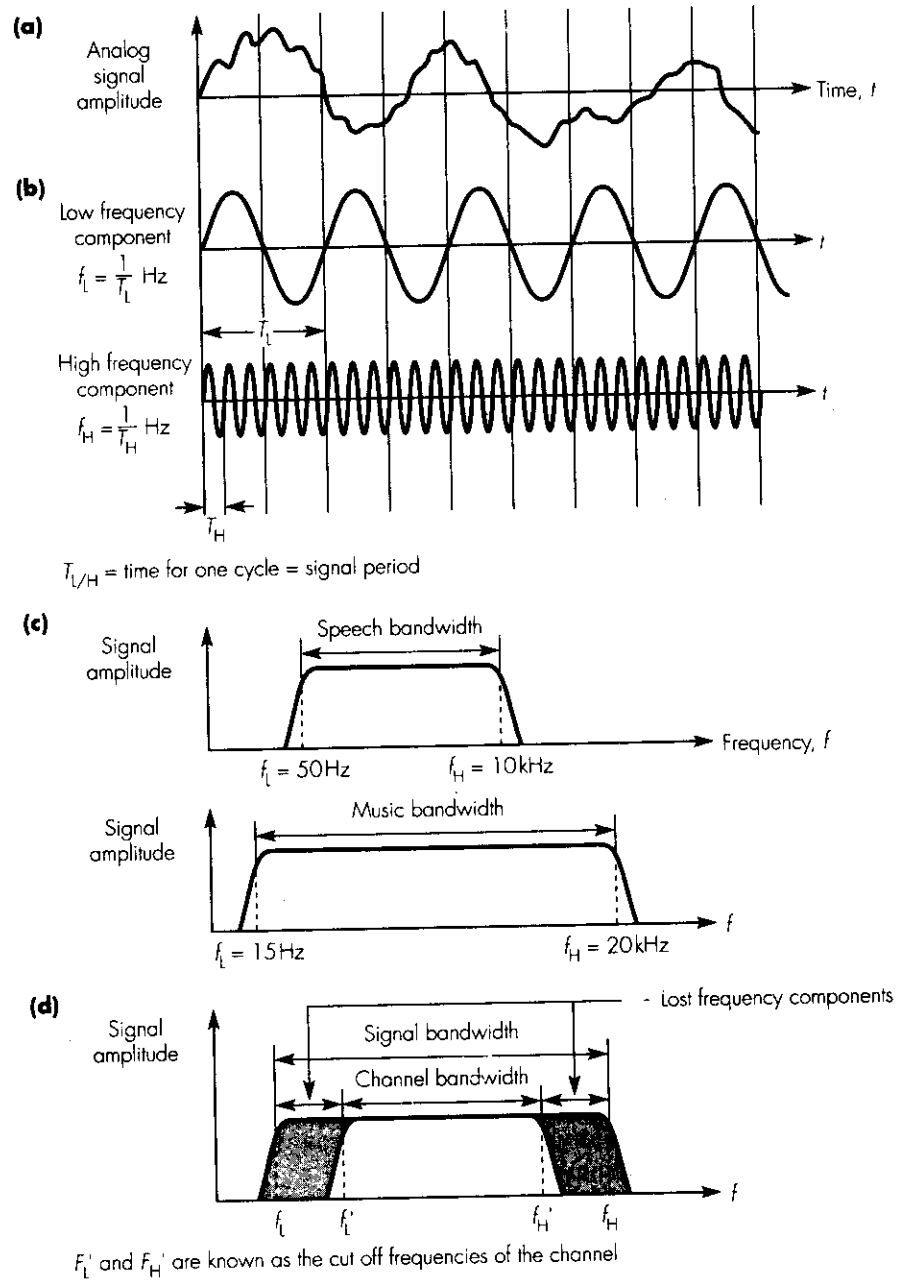 (a)
Analog
signal
amplitude
Time, t
(b)
Low frequency
component
f_L = 1/T_L Hz
t
T_L
High frequency
component
f_H = 1/T_H Hz
t
T_H
T_L/H = time for one cycle = signal period
(c)
Speech bandwidth
Signal
amplitude
Frequency, f
f_L = 50Hz
f_H = 10kHz
Music bandwidth
Signal
amplitude
f
f_L = 15Hz
f_H = 20kHz
(d)
Lost frequency components
Signal
amplitude
Signal bandwidth
Channel bandwidth
f
f_L
f_L'
f_H'
f_H
F_L' and F_H' are known as the cut off frequencies of the channel